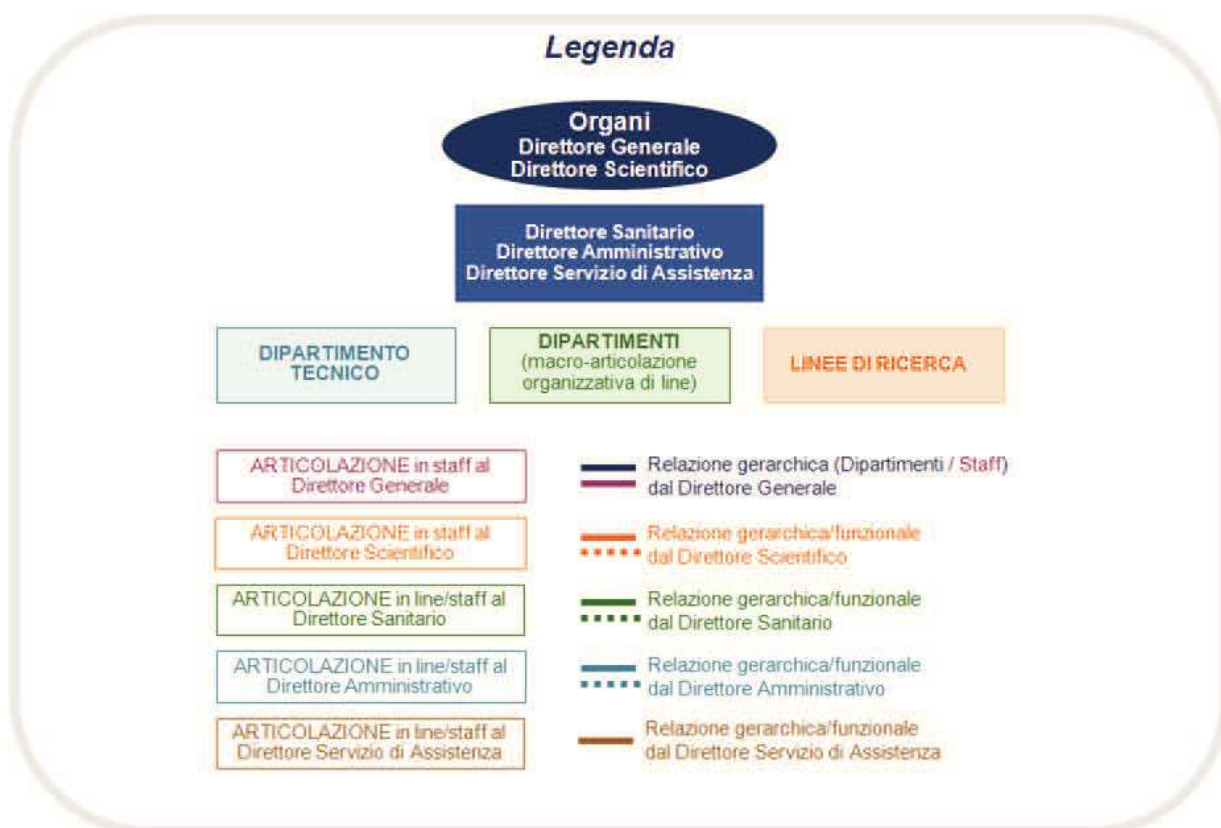 Legenda
Organi
Direttore Generale
Direttore Scientifico
Direttore Sanitario
Direttore Amministrativo
Direttore Servizio di Assistenza
DIPARTIMENTO
TECNICO
DIPARTIMENTI
(macro-articolazione
organizzativa di line)
LINEE DI RICERCA
ARTICOLAZIONE in staff al
Direttore Generale
Relazione gerarchica (Dipartimenti / Staff)
dal Direttore Generale
ARTICOLAZIONE in staff al
Direttore Scientifico
Relazione gerarchica/funzionale
dal Direttore Scientifico
ARTICOLAZIONE in line/staff al
Direttore Sanitario
Relazione gerarchica/funzionale
dal Direttore Sanitario
ARTICOLAZIONE in line/staff al
Direttore Amministrativo
Relazione gerarchica/funzionale
dal Direttore Amministrativo
ARTICOLAZIONE in line/staff al
Direttore Servizio di Assistenza
Relazione gerarchica/funzionale
dal Direttore Servizio di Assistenza